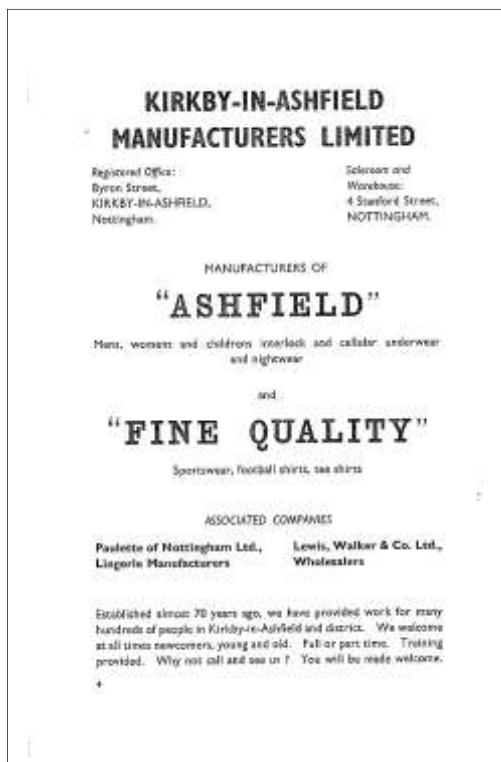 KIRKBY-IN-ASHFIELD
MANUFACTURERS LIMITED
Registered Office:
Byron Street,
KIRKBY-IN-ASHFIELD,
Nottingham.
Saleroom and
Warehouse:
4 Stanford Street,
NOTTINGHAM.
MANUFACTURERS OF
“ASHFIELD”
Mens, womens and childrens interlock and cellular underwear
and nightwear
and
“FINE QUALITY”
Sportswear, football shirts, tee shirts
ASSOCIATED COMPANIES
Paulette of Nottingham Ltd.,
Lingerie Manufacturers
Lewis, Walker & Co. Ltd.,
Wholesalers
Established almost 70 years ago, we have provided work for many
hundreds of people in Kirkby-in-Ashfield and district. We welcome
at all times newcomers, young and old. Full or part time. Training
provided. Why not call and see us ? You will be made welcome.
4